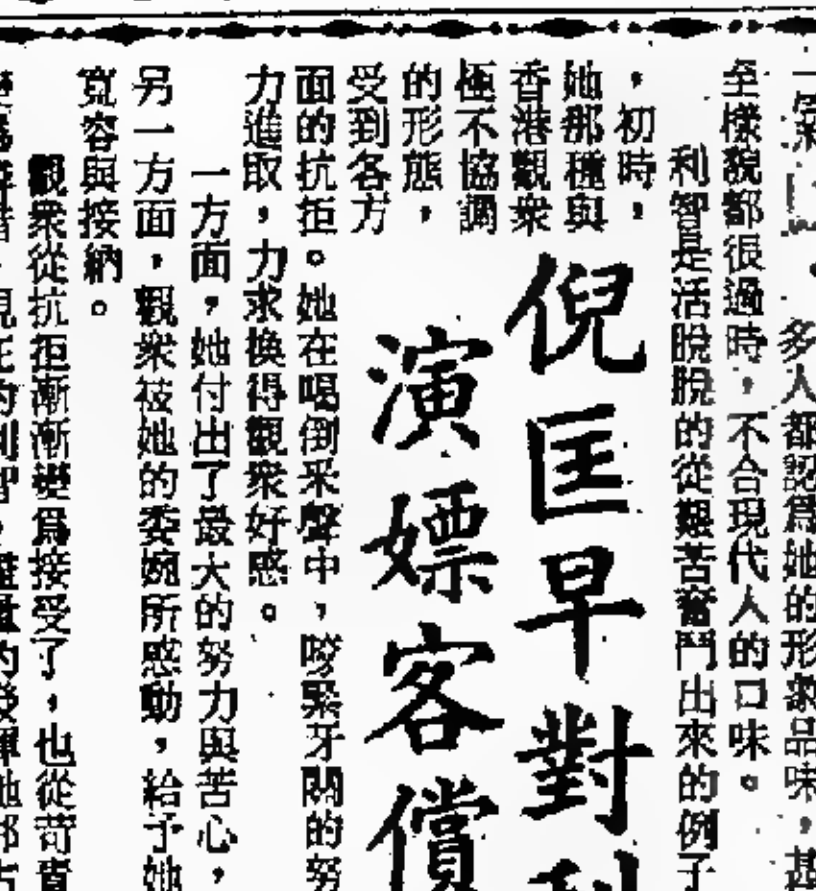 多人都認爲她的形象品味，甚
至樣貌都很過時，不合現代人的口味。
利智是活脫脫的從艱苦奮鬥出來的例子
，初時，
她那種與
香港觀衆
極不協調
的形態，
受到各方
面的抗拒。她在喝倒采聲中，咬緊牙關的努
力進取，力求換得觀衆好感。
一方面，她付出了最大的努力與苦心，
另一方面，觀衆被她的委婉所感動，給予她
寬容與接納。
觀衆從抗拒漸漸變爲接受了，也從苛責
倪匡早對利
演嫖客償